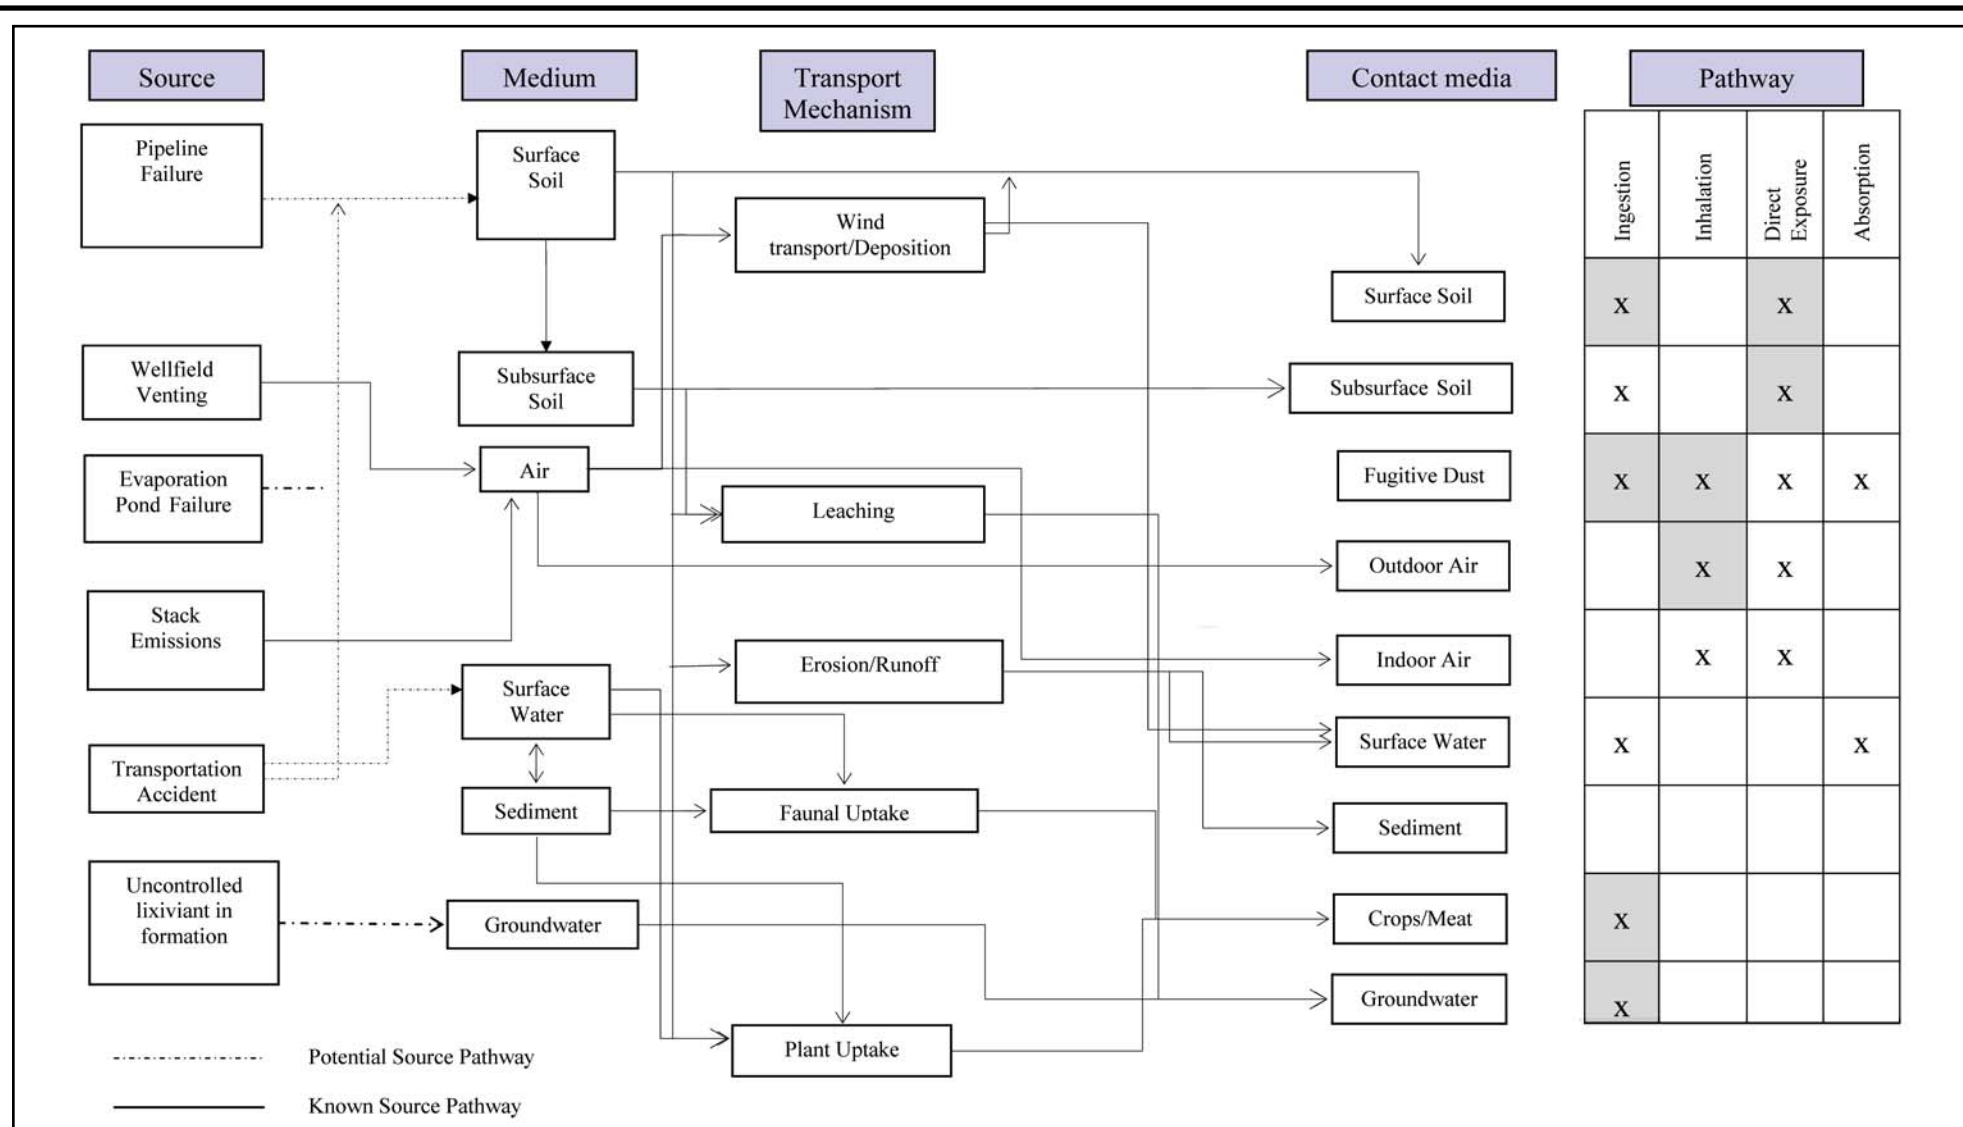 Source
Medium
Transport
Mechanism
Contact media
Pathway
Pipeline
Failure
Surface
Soil
Wind
transport/Deposition
Ingestion
Inhalation
Direct
Exposure
Absorption
Surface Soil
X
X
Wellfield
Venting
Subsurface
Soil
Subsurface Soil
X
X
Evaporation
Pond Failure
Air
Leaching
Fugitive Dust
X
X
X
X
Outdoor Air
X
X
Stack
Emissions
Erosion/Runoff
Indoor Air
X
X
Surface
Water
Surface Water
X
X
Transportation
Accident
Sediment
Faunal Uptake
Sediment
Uncontrolled
lixiviant in
formation
Groundwater
Crops/Meat
X
Groundwater
X
Plant Uptake
Potential Source Pathway
Known Source Pathway